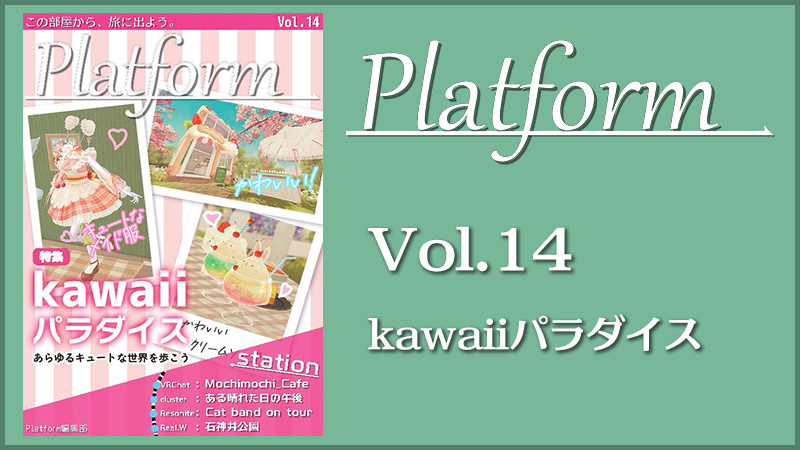 この部屋から、旅に出よう。 Vol.14
Platform
かわいい!
キュートな
メイド服
特集
kawaii
パラダイス
あらゆるキュートな世界を歩こう
かわいい
クリームソ
station
VRChat : Mochimochi_Cafe
cluster : ある晴れた日の午後
Resonite: Cat band on tour
Real.W : 石神井公園
Platform編集部
Platform
Vol.14
kawaiiパラダイス